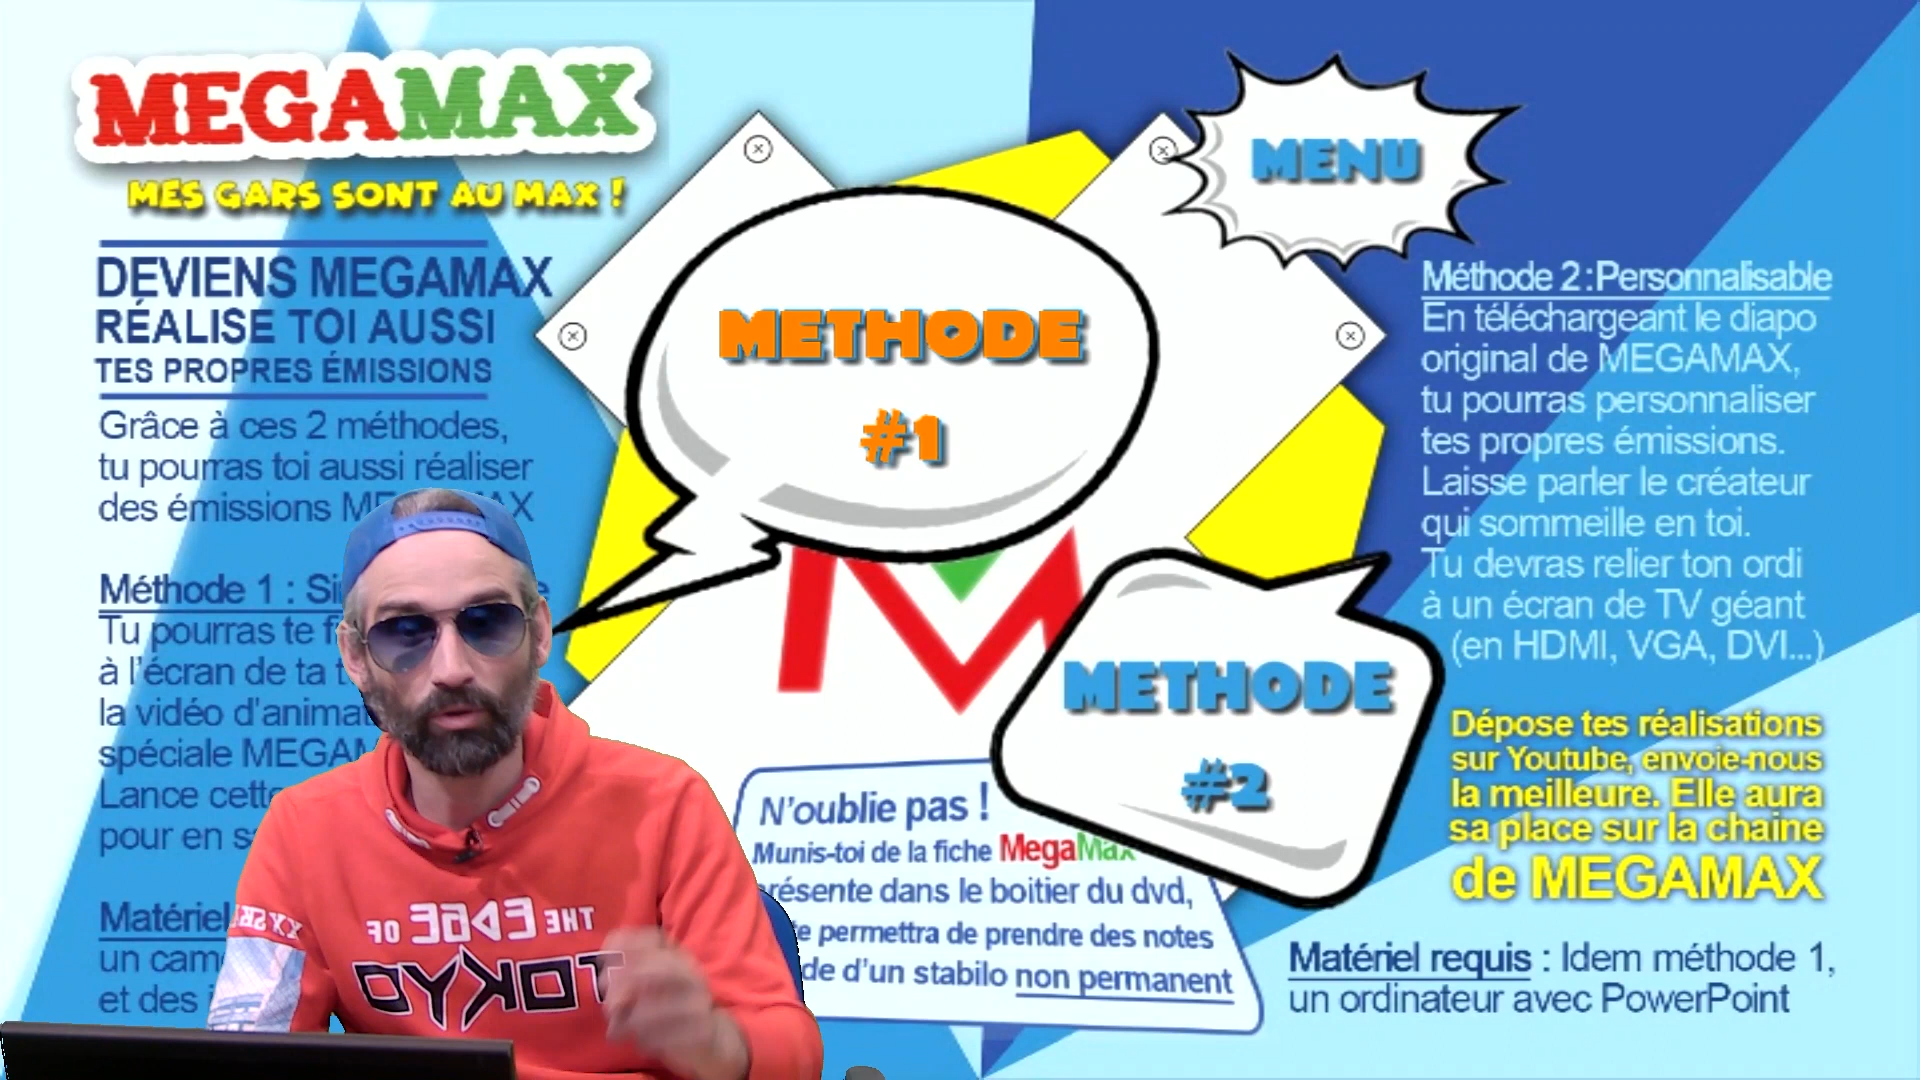 MEGAMAX
MES GARS SONT AU MAX !
DEVIENS MEGAMAX
RÉALISE TOI AUSSI
TES PROPRES ÉMISSIONS
Grâce à ces 2 méthodes,
tu pourras toi aussi réaliser
des émissions
Méthode 1 :
Tu pourras te
à l'écran de ta
la vidéo
spéciale
Lance
pour en
Matériel
un
et des
METHODE
#1
MENU
METHODE
#2
N'oublie pas !
Munis-toi de la fiche MegaMax
présente dans le boitier du dvd,
permettra de prendre des notes
d'un stabilo non permanent
Méthode 2 : Personnalisable
En téléchargeant le diapo
original de MEGAMAX,
tu pourras personnaliser
tes propres émissions.
Laisse parler le créateur
qui sommeille en toi.
Tu devras relier ton ordi
à un écran de TV géant
(en HDMI, VGA, DVI...)
Dépose tes réalisations
sur Youtube, envoie-nous
la meilleure. Elle aura
sa place sur la chaine
de MEGAMAX
Matériel requis : Idem méthode 1,
un ordinateur avec PowerPoint
THE EDGE OF
TOKYO